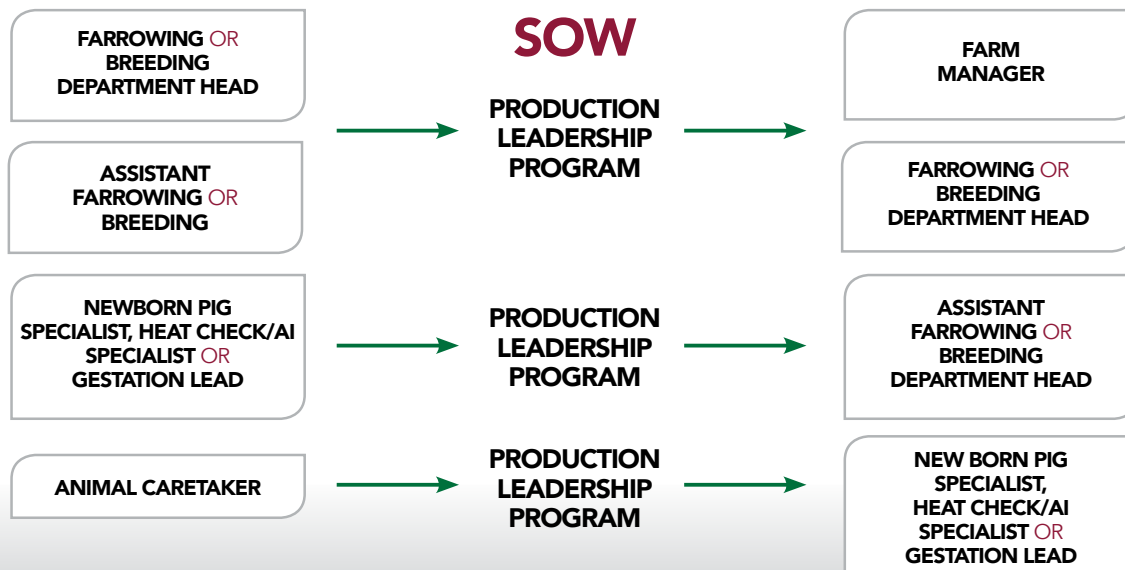 SOW
FARROWING OR
BREEDING
DEPARTMENT HEAD
ASSISTANT
FARROWING OR
BREEDING
PRODUCTION
LEADERSHIP
PROGRAM
FARM
MANAGER
FARROWING OR
BREEDING
DEPARTMENT HEAD
NEWBORN PIG
SPECIALIST, HEAT CHECK/AI
SPECIALIST OR
GESTATION LEAD
PRODUCTION
LEADERSHIP
PROGRAM
ASSISTANT
FARROWING OR
BREEDING
DEPARTMENT HEAD
ANIMAL CARETAKER
PRODUCTION
LEADERSHIP
PROGRAM
NEW BORN PIG
SPECIALIST,
HEAT CHECK/AI
SPECIALIST OR
GESTATION LEAD